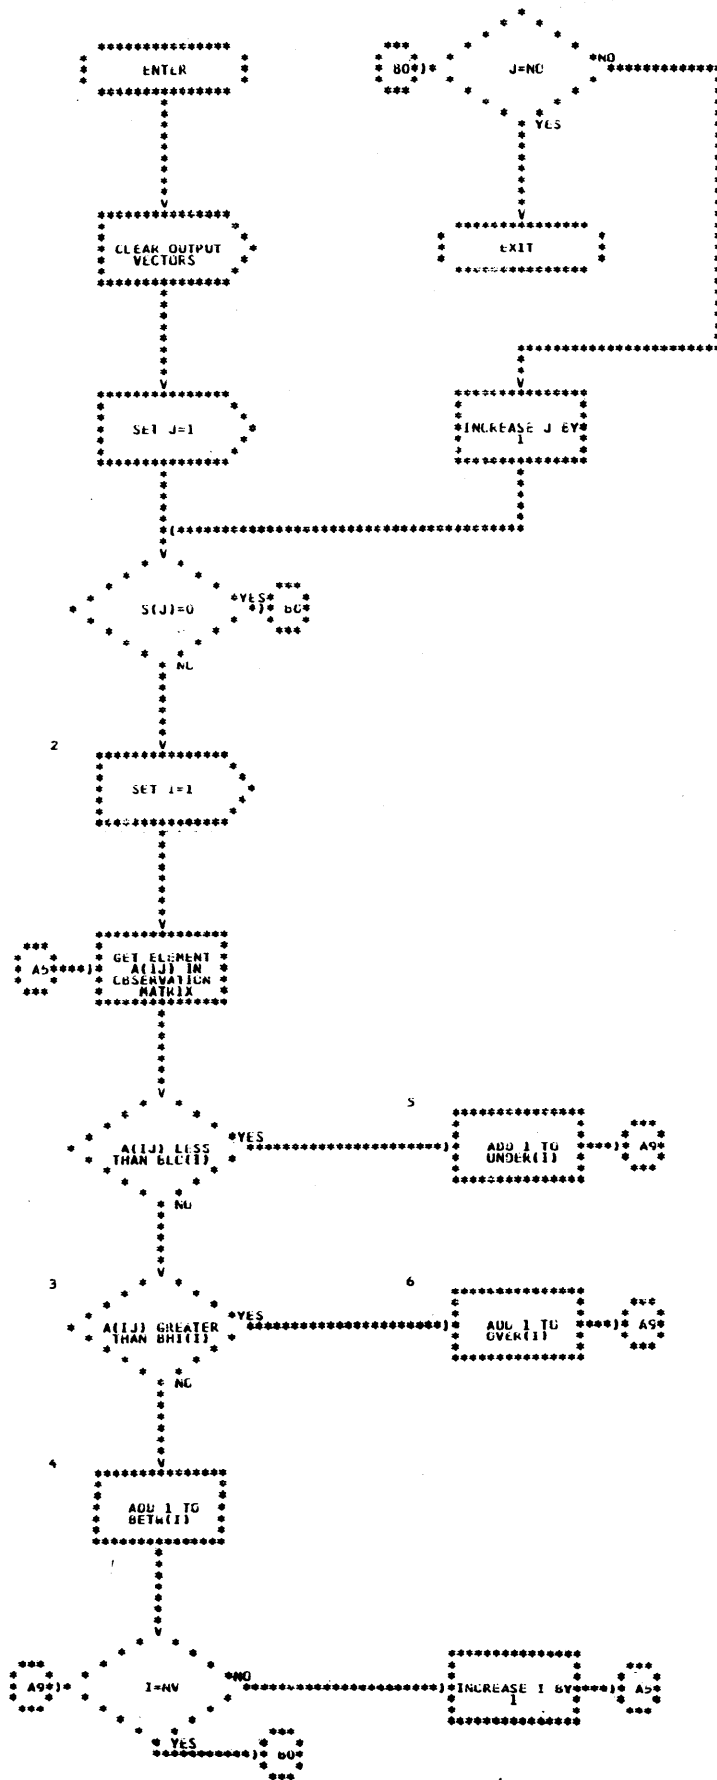 ENTER
CLEAR OUTPUT
VECTORS
SET J=1
S(J)=0
YES
B0
NO
2
SET I=1
A5
GET ELEMENT
A(IJ) IN
OBSERVATION
MATRIX
A(IJ) LESS
THAN BLO(I)
YES
5
ADD 1 TO
UNDER(I)
A9
NO
3
A(IJ) GREATER
THAN BHI(I)
YES
6
ADD 1 TO
OVER(I)
A9
NO
4
ADD 1 TO
BETW(I)
A9
I=NV
NO
INCREASE I BY
1
A5
YES
B0
B0
J=NO
NO
YES
EXIT
INCREASE J BY
1